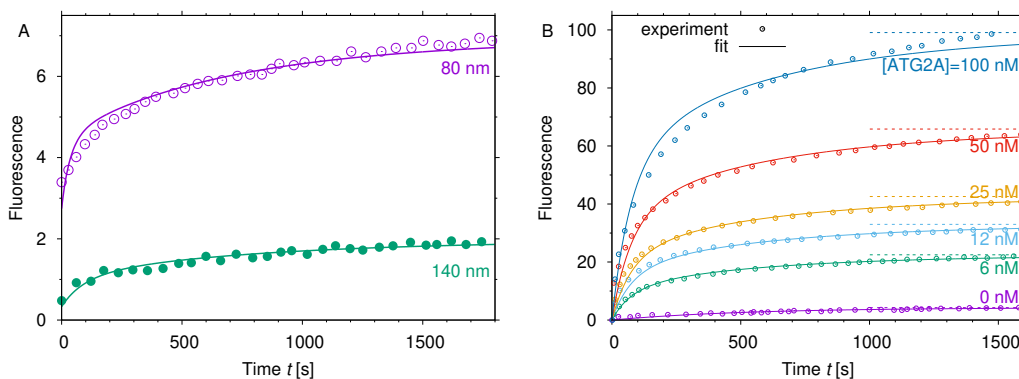 A
Fluorescence
6
4
2
0
80 nm
140 nm
0
500
1000
1500
Time t [s]
B
Fluorescence
100
80
60
40
20
0
experiment
fit
[ATG2A]=100 nM
50 nM
25 nM
12 nM
6 nM
0 nM
0
500
1000
1500
Time t [s]